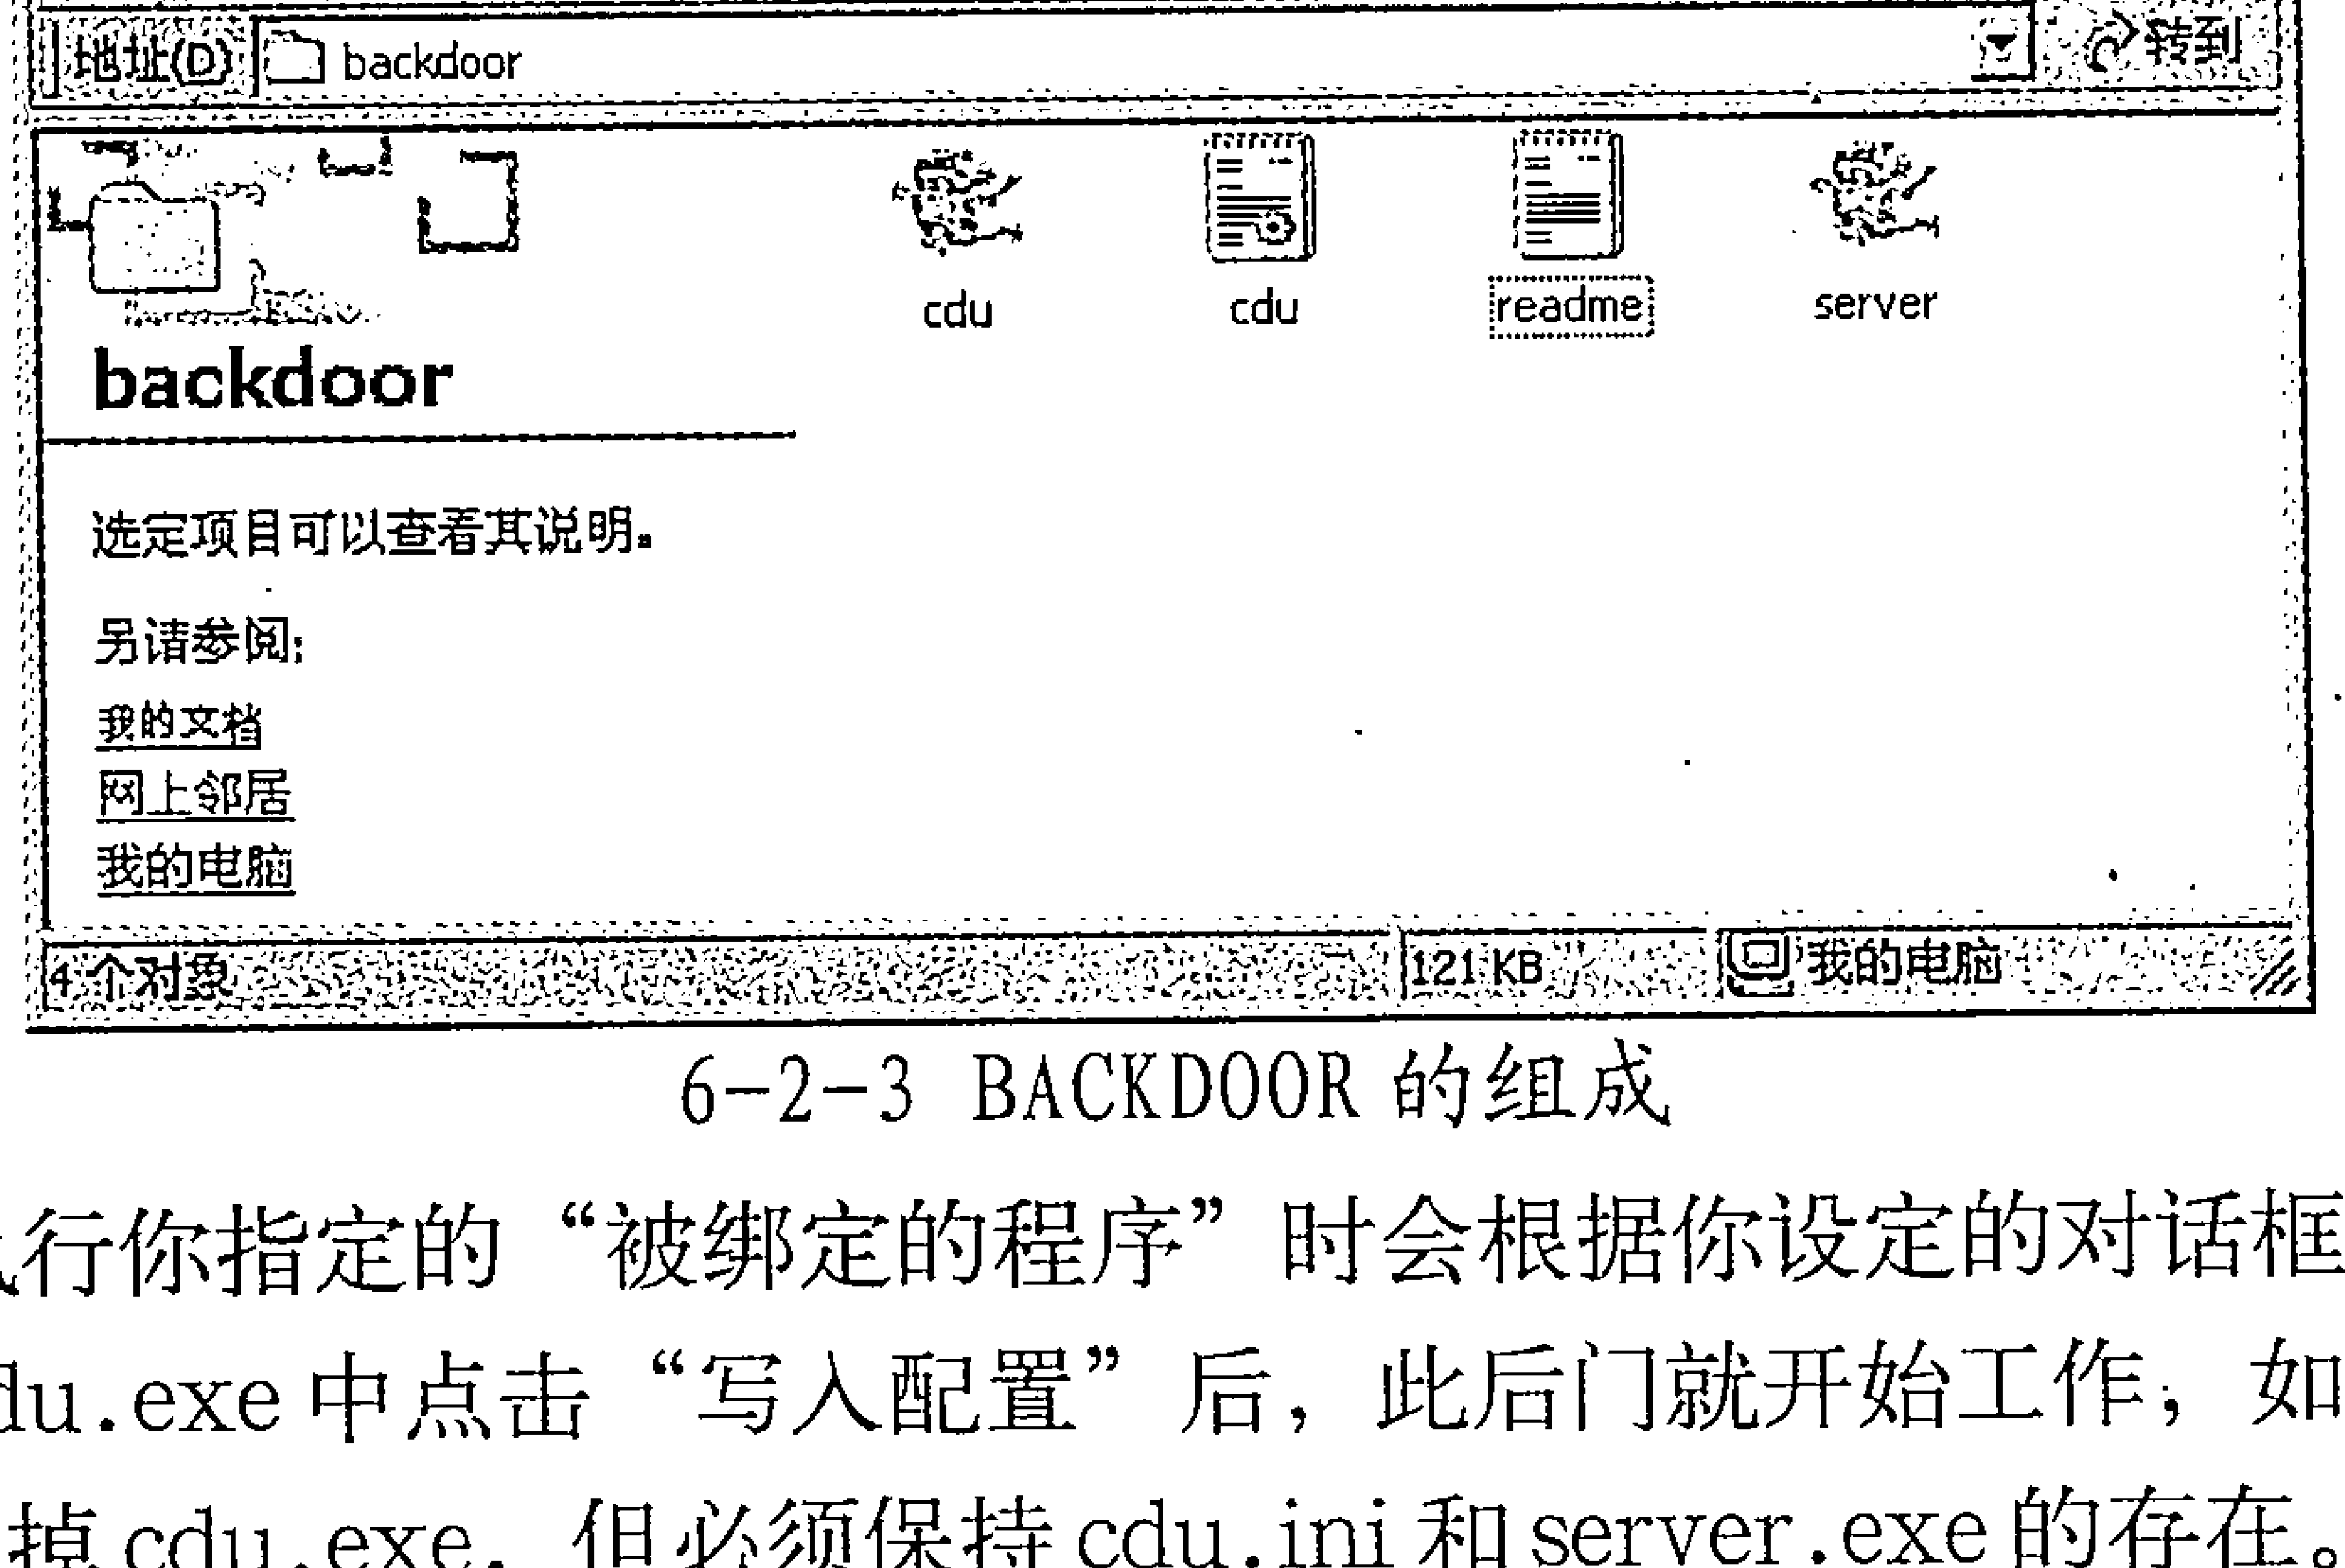 地址(D) backdoor 转到
cdu cdu readme server
backdoor
选定项目可以查看其说明。
另请参阅:
我的文档
网上邻居
我的电脑
4 个对象 121 KB 我的电脑
6-2-3 BACKDOOR 的组成
行你指定的“被绑定的程序”时会根据你设定的对话框
du.exe 中点击“写入配置”后，此后门就开始工作；如
掉 cdu.exe，但必须保持 cdu.ini 和 server.exe 的存在。